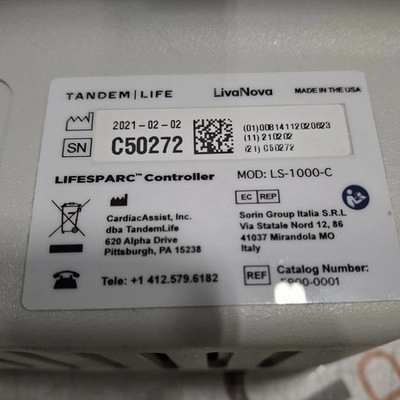 TANDEM|LIFE LivaNova MADE IN THE USA
2021-02-02
SN C50272
(01)00814112020623
(11)210202
(21) C50272
LIFESPARC™ Controller MOD: LS-1000-C
CardiacAssist, Inc.
dba TandemLife
620 Alpha Drive
Pittsburgh, PA 15238
Tele: +1 412.579.6182
EC REP
Sorin Group Italia S.R.L
Via Statale Nord 12, 86
41037 Mirandola MO
Italy
REF Catalog Number:
5800-0001